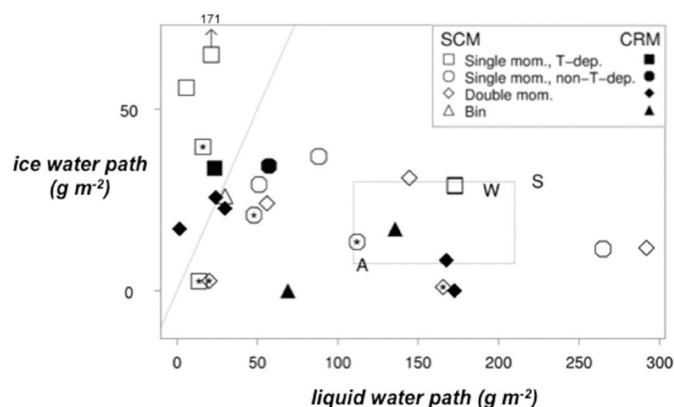 171
SCM CRM
Single mom., T-dep.
Single mom., non-T-dep.
Double mom.
Bin
50
ice water path
(g m⁻²)
W
S
A
0
0 50 100 150 200 250 300
liquid water path (g m⁻²)